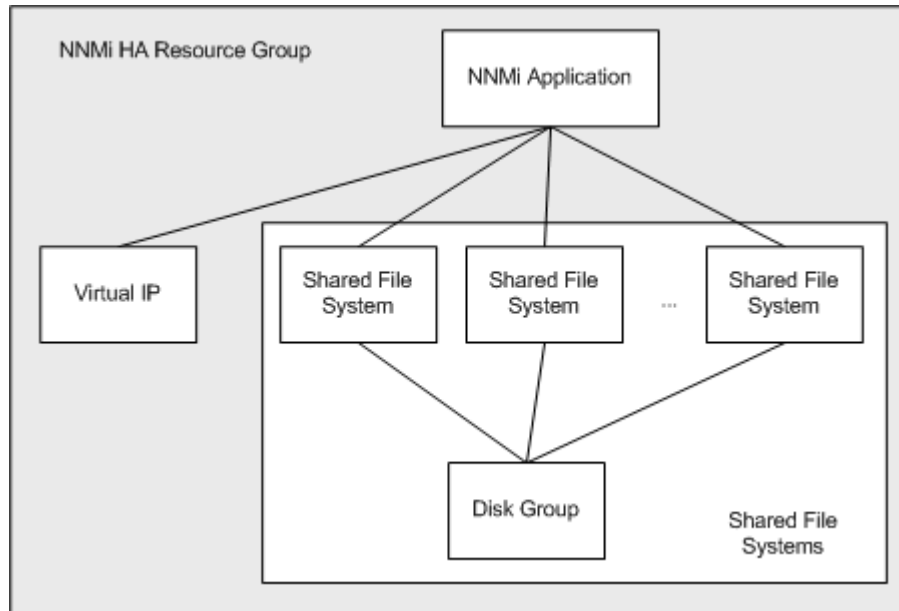 NNMi HA Resource Group
NNMi Application
Virtual IP
Shared File
System
Shared File
System
...
Shared File
System
Disk Group
Shared File
Systems